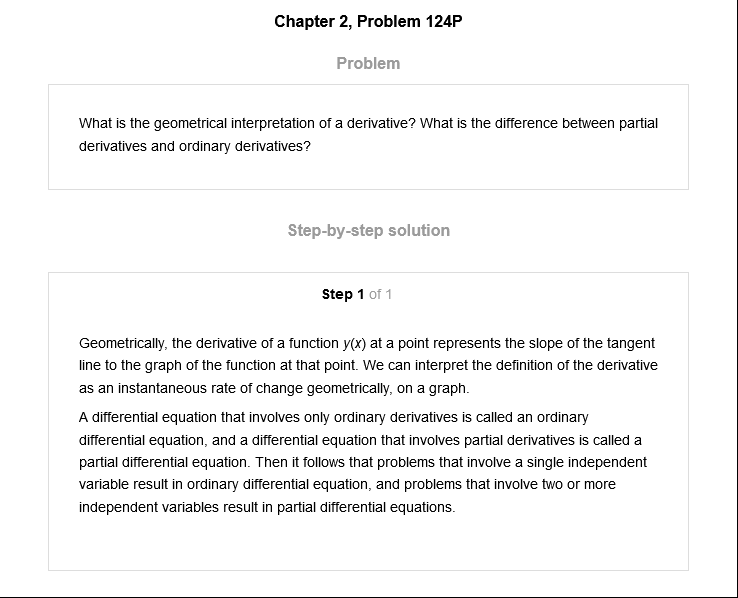 Chapter 2, Problem 124P
Problem
What is the geometrical interpretation of a derivative? What is the difference between partial
derivatives and ordinary derivatives?
Step-by-step solution
Step 1 of 1
Geometrically, the derivative of a function y(x) at a point represents the slope of the tangent
line to the graph of the function at that point. We can interpret the definition of the derivative
as an instantaneous rate of change geometrically, on a graph.
A differential equation that involves only ordinary derivatives is called an ordinary
differential equation, and a differential equation that involves partial derivatives is called a
partial differential equation. Then it follows that problems that involve a single independent
variable result in ordinary differential equation, and problems that involve two or more
independent variables result in partial differential equations.